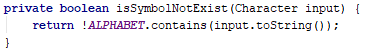 private boolean isSymbolNotExist(Character input) {
    return !ALPHABET.contains(input.toString());
}